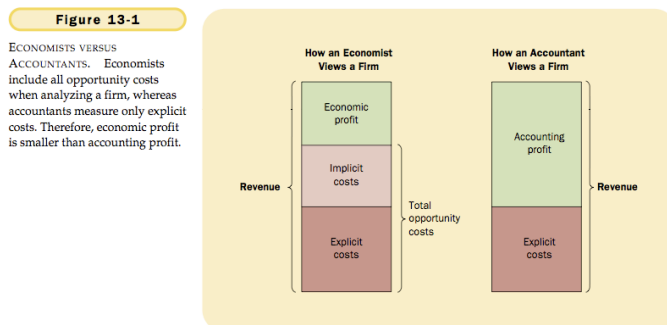 Figure 13-1
ECONOMISTS VERSUS
ACCOUNTANTS. Economists
include all opportunity costs
when analyzing a firm, whereas
accountants measure only explicit
costs. Therefore, economic profit
is smaller than accounting profit.
How an Economist
Views a Firm
Economic
profit
Implicit
costs
Explicit
costs
Revenue
Total
opportunity
costs
How an Accountant
Views a Firm
Accounting
profit
Explicit
costs
Revenue